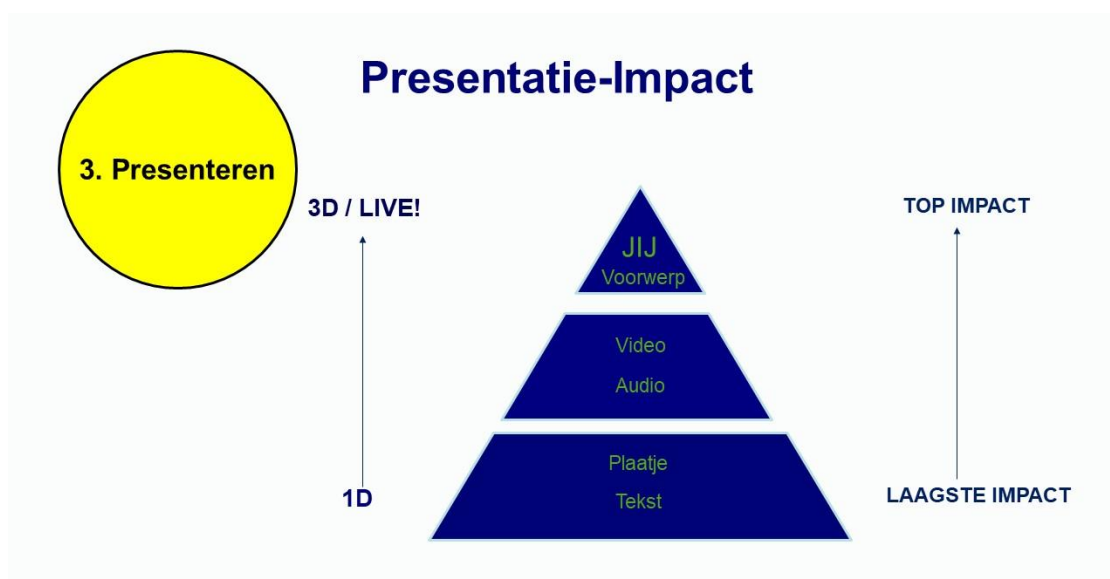 Presentatie-Impact
3. Presenteren
3D / LIVE!
TOP IMPACT
JIJ
Voorwerp
Video
Audio
Plaatje
Tekst
1D
LAAGSTE IMPACT